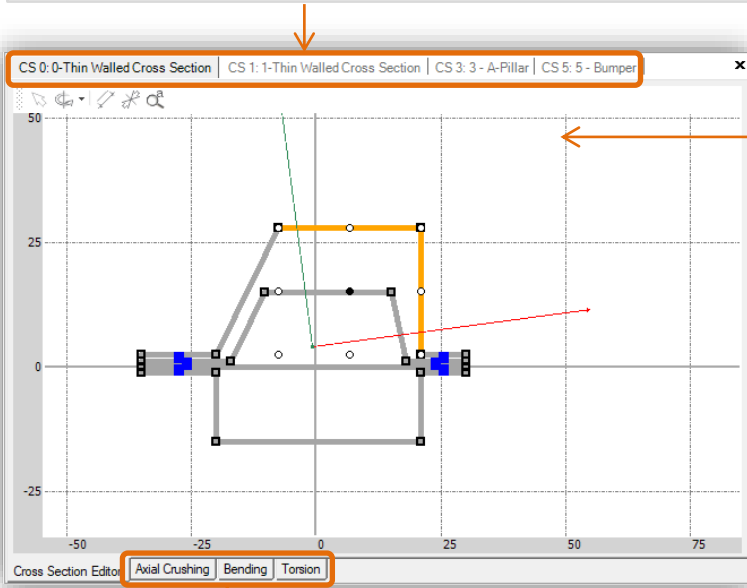 CS 0: 0-Thin Walled Cross Section CS 1: 1-Thin Walled Cross Section CS 3: 3 - A-Pillar CS 5: 5 - Bumper x
a
50
25
0
-25
-50 -25 0 25 50 75
Cross Section Editor Axial Crushing Bending Torsion